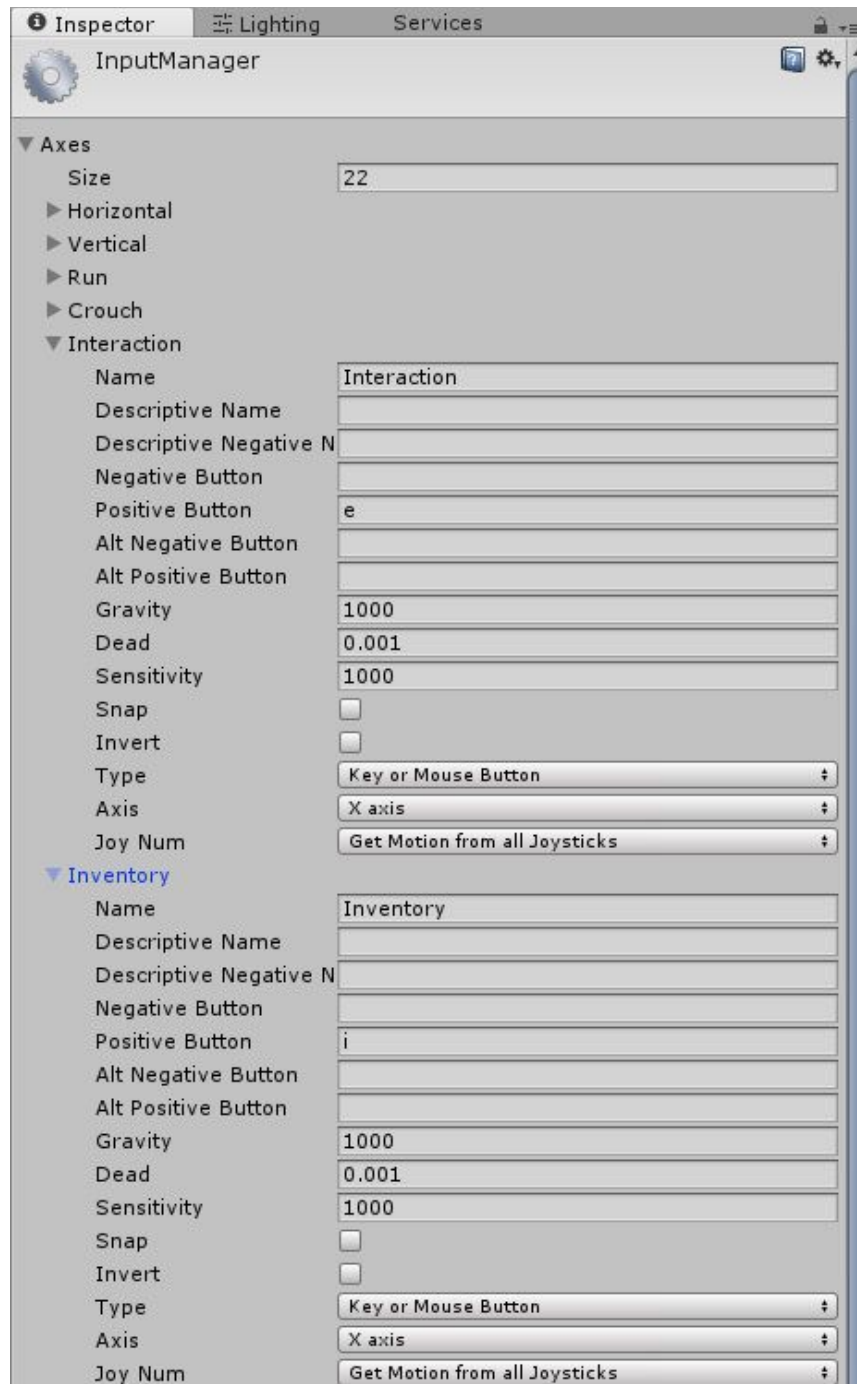 Inspector Lighting Services
InputManager
Axes
Size 22
Horizontal
Vertical
Run
Crouch
Interaction
Name Interaction
Descriptive Name
Descriptive Negative N
Negative Button
Positive Button e
Alt Negative Button
Alt Positive Button
Gravity 1000
Dead 0.001
Sensitivity 1000
Snap
Invert
Type Key or Mouse Button
Axis X axis
Joy Num Get Motion from all Joysticks
Inventory
Name Inventory
Descriptive Name
Descriptive Negative N
Negative Button
Positive Button i
Alt Negative Button
Alt Positive Button
Gravity 1000
Dead 0.001
Sensitivity 1000
Snap
Invert
Type Key or Mouse Button
Axis X axis
Joy Num Get Motion from all Joysticks